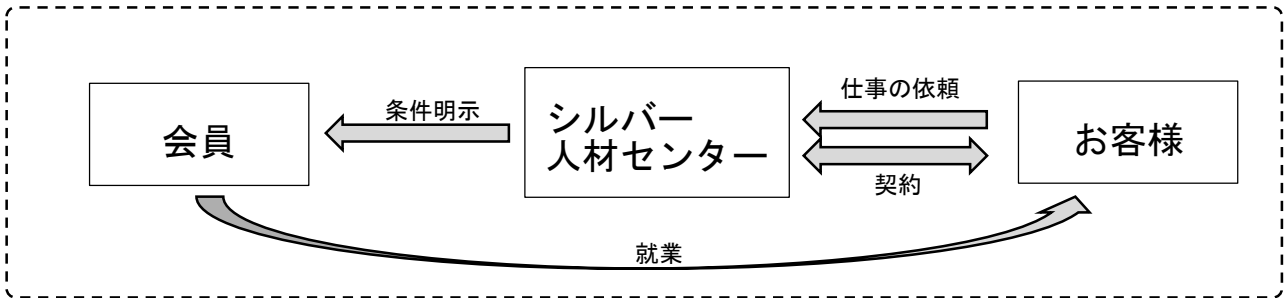 会員
条件明示
シルバー
人材センター
仕事の依頼
契約
お客様
就業